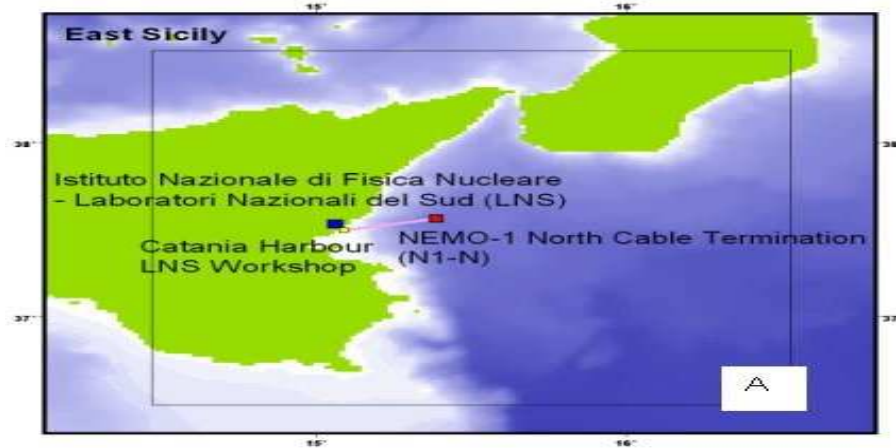 15°
16°
East Sicily
38°
38°
Istituto Nazionale di Fisica Nucleare
- Laboratori Nazionali del Sud (LNS)
Catania Harbour
LNS Workshop
NEMO-1 North Cable Termination
(N1-N)
37°
37°
A
15°
16°